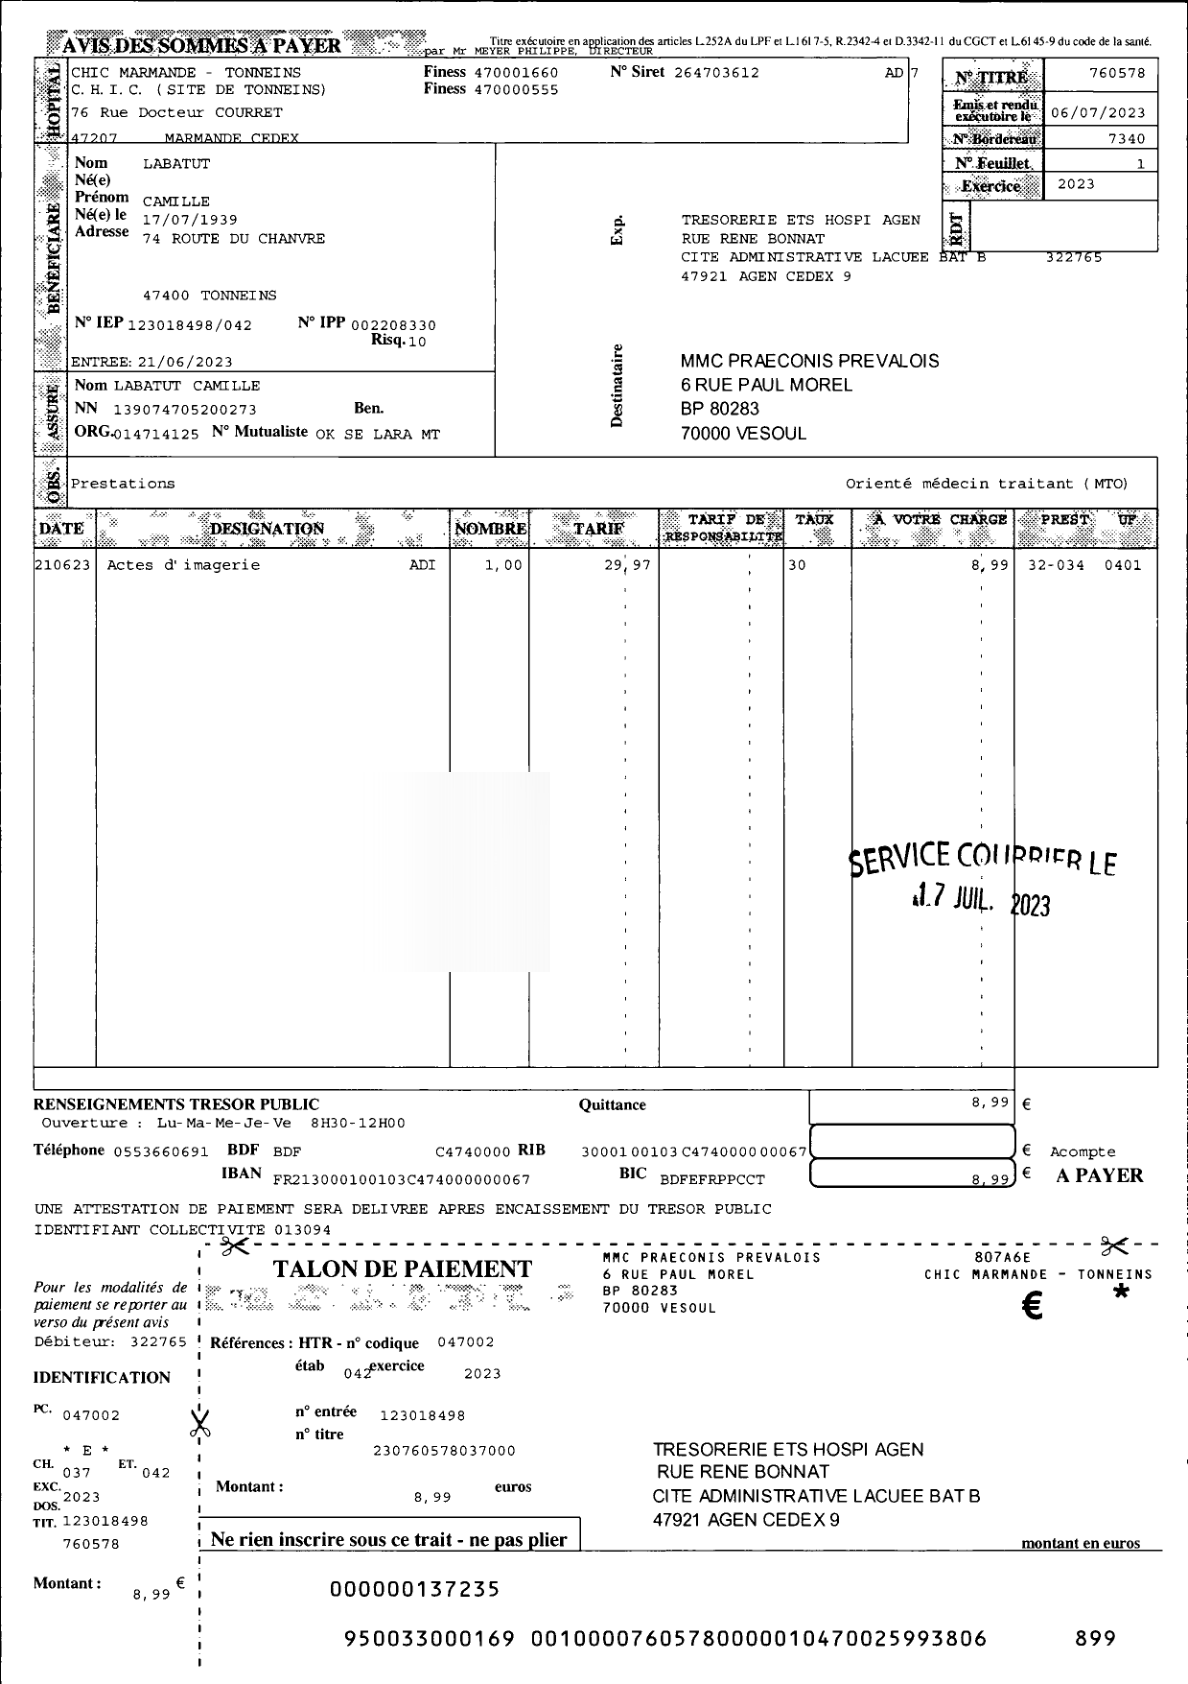 AVIS DES SOMMES A PAYER
Titre exécutoire en application des articles L.252A du LPF et L.1617-5, R.2342-4 et D.3342-11 du CGCT et L.6145-9 du code de la santé.
par Mr MEYER PHILIPPE, DIRECTEUR
HOPITAL
CHIC MARMANDE - TONNEINS Finess 470001660 N° Siret 264703612 AD 7
C. H. I. C. ( SITE DE TONNEINS) Finess 470000555
76 Rue Docteur COURRET
47207 MARMANDE CEDEX
N° TITRE 760578
Emis et rendu exécutoire le 06/07/2023
N° Bordereau 7340
N° Feuillet 1
Exercice 2023
RDT
BENEFICIAIRE
Nom LABATUT
Né(e)
Prénom CAMILLE
Né(e) le 17/07/1939
Adresse 74 ROUTE DU CHANVRE
47400 TONNEINS
N° IEP 123018498/042 N° IPP 002208330
Risq. 10
ENTREE: 21/06/2023
Exp.
TRESORERIE ETS HOSPI AGEN
RUE RENE BONNAT
CITE ADMINISTRATIVE LACUEE BAT B 322765
47921 AGEN CEDEX 9
Destinataire
MMC PRAECONIS PREVALOIS
6 RUE PAUL MOREL
BP 80283
70000 VESOUL
ASSURE
Nom LABATUT CAMILLE
NN 139074705200273 Ben.
ORG. 014714125 N° Mutualiste OK SE LARA MT
OBS.
Prestations Orienté médecin traitant ( MTO)
DATE DESIGNATION NOMBRE TARIF TARIF DE RESPONSABILITE TAUX A VOTRE CHARGE PREST UF
210623 Actes d'imagerie ADI 1,00 29,97 30 8,99 32-034 0401
SERVICE COURRIER LE
17 JUIL. 2023
RENSEIGNEMENTS TRESOR PUBLIC Quittance 8,99 €
Ouverture : Lu-Ma-Me-Je-Ve 8H30-12H00
Téléphone 0553660691 BDF BDF C4740000 RIB 30001 00103 C474000000067 € Acompte
IBAN FR213000100103C474000000067 BIC BDFEFRPPCCT 8,99 € A PAYER
UNE ATTESTATION DE PAIEMENT SERA DELIVREE APRES ENCAISSEMENT DU TRESOR PUBLIC
IDENTIFIANT COLLECTIVITE 013094
TALON DE PAIEMENT
MMC PRAECONIS PREVALOIS 807A6E
6 RUE PAUL MOREL CHIC MARMANDE - TONNEINS
BP 80283 € *
70000 VESOUL
Pour les modalités de
paiement se reporter au
verso du présent avis
Débiteur: 322765
Références : HTR - n° codique 047002
étab 042 exercice 2023
IDENTIFICATION
PC. 047002
n° entrée 123018498
n° titre
230760578037000
* E *
CH. 037 ET. 042
EXC. 2023
DOS.
TIT. 123018498
760578
Montant : 8,99 euros
TRESORERIE ETS HOSPI AGEN
RUE RENE BONNAT
CITE ADMINISTRATIVE LACUEE BAT B
47921 AGEN CEDEX 9
Ne rien inscrire sous ce trait - ne pas plier
montant en euros
Montant : 8,99 €
000000137235
950033000169 001000076057800000104700259938​06 899